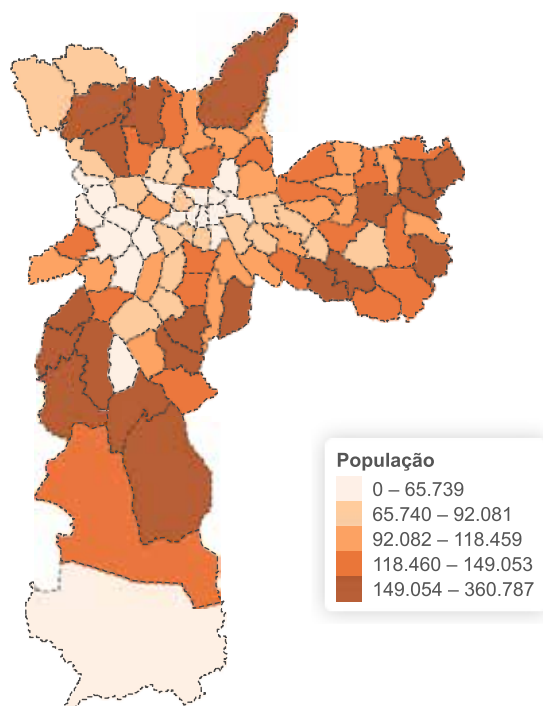 População
0 – 65.739
65.740 – 92.081
92.082 – 118.459
118.460 – 149.053
149.054 – 360.787